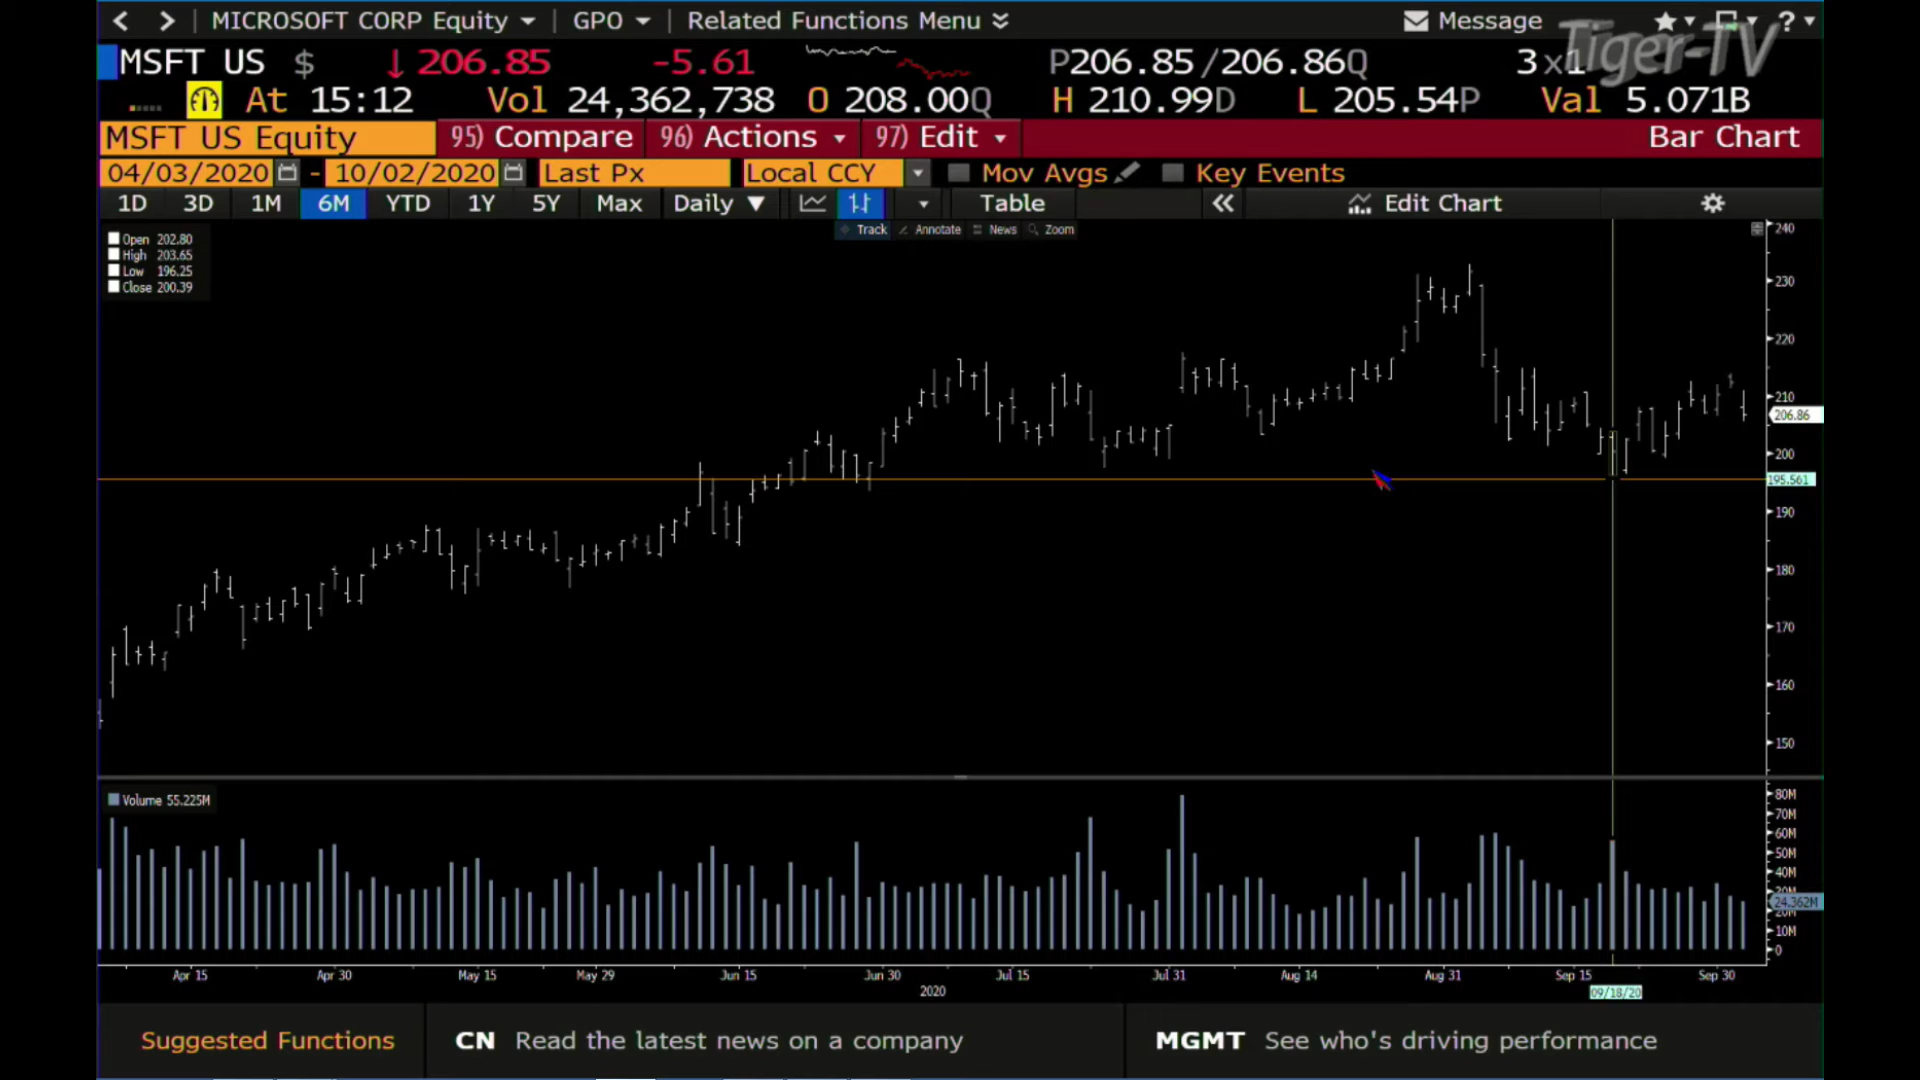 MICROSOFT CORP Equity GPO Related Functions Menu Message ?
Tiger-TV
MSFT US $ ↓206.85 -5.61 P206.85/206.86Q 3x1
At 15:12 Vol 24,362,738 O 208.00Q H 210.99D L 205.54P Val 5.071B
MSFT US Equity 95) Compare 96) Actions 97) Edit Bar Chart
04/03/2020 - 10/02/2020 Last Px Local CCY Mov Avgs Key Events
1D 3D 1M 6M YTD 1Y 5Y Max Daily Table « Edit Chart
Track Annotate News Zoom
Open 202.80
High 203.65
Low 196.25
Close 200.39
240
230
220
210
206.86
200
195.561
190
180
170
160
150
Volume 55.225M
80M
70M
60M
50M
40M
30M
24.362M
20M
10M
0
Apr 15 Apr 30 May 15 May 29 Jun 15 Jun 30 Jul 15 Jul 31 Aug 14 Aug 31 Sep 15 Sep 30
2020
09/18/20
Suggested Functions CN Read the latest news on a company MGMT See who's driving performance